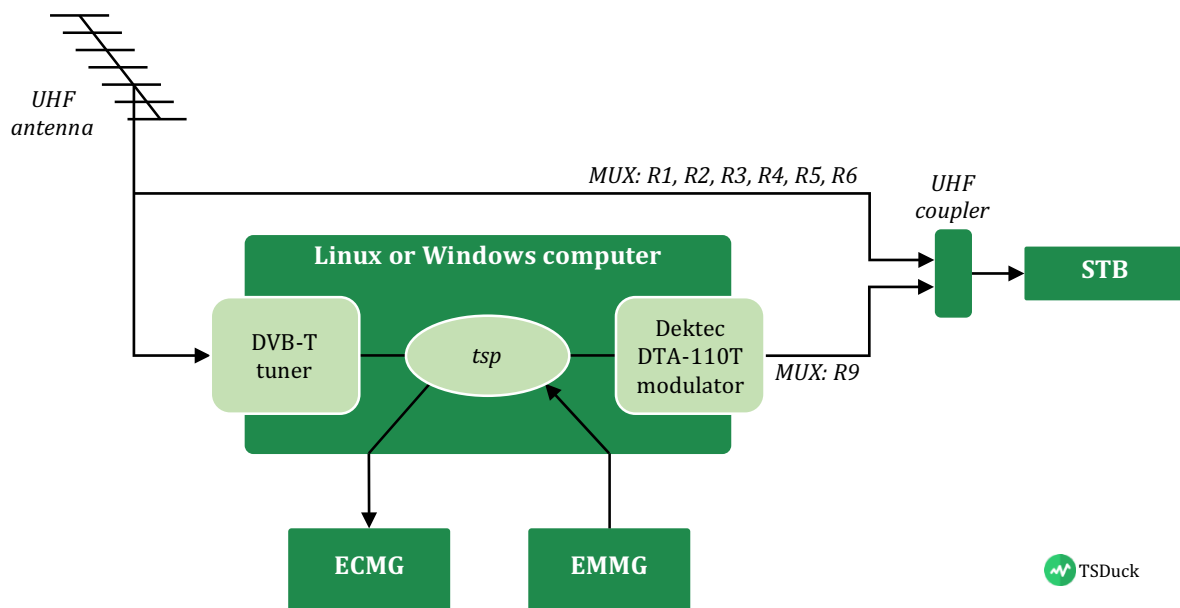 UHF
antenna
MUX: R1, R2, R3, R4, R5, R6
UHF
coupler
Linux or Windows computer
STB
DVB-T
tuner
tsp
Dektec
DTA-110T
modulator
MUX: R9
ECMG
EMMG
TSDuck